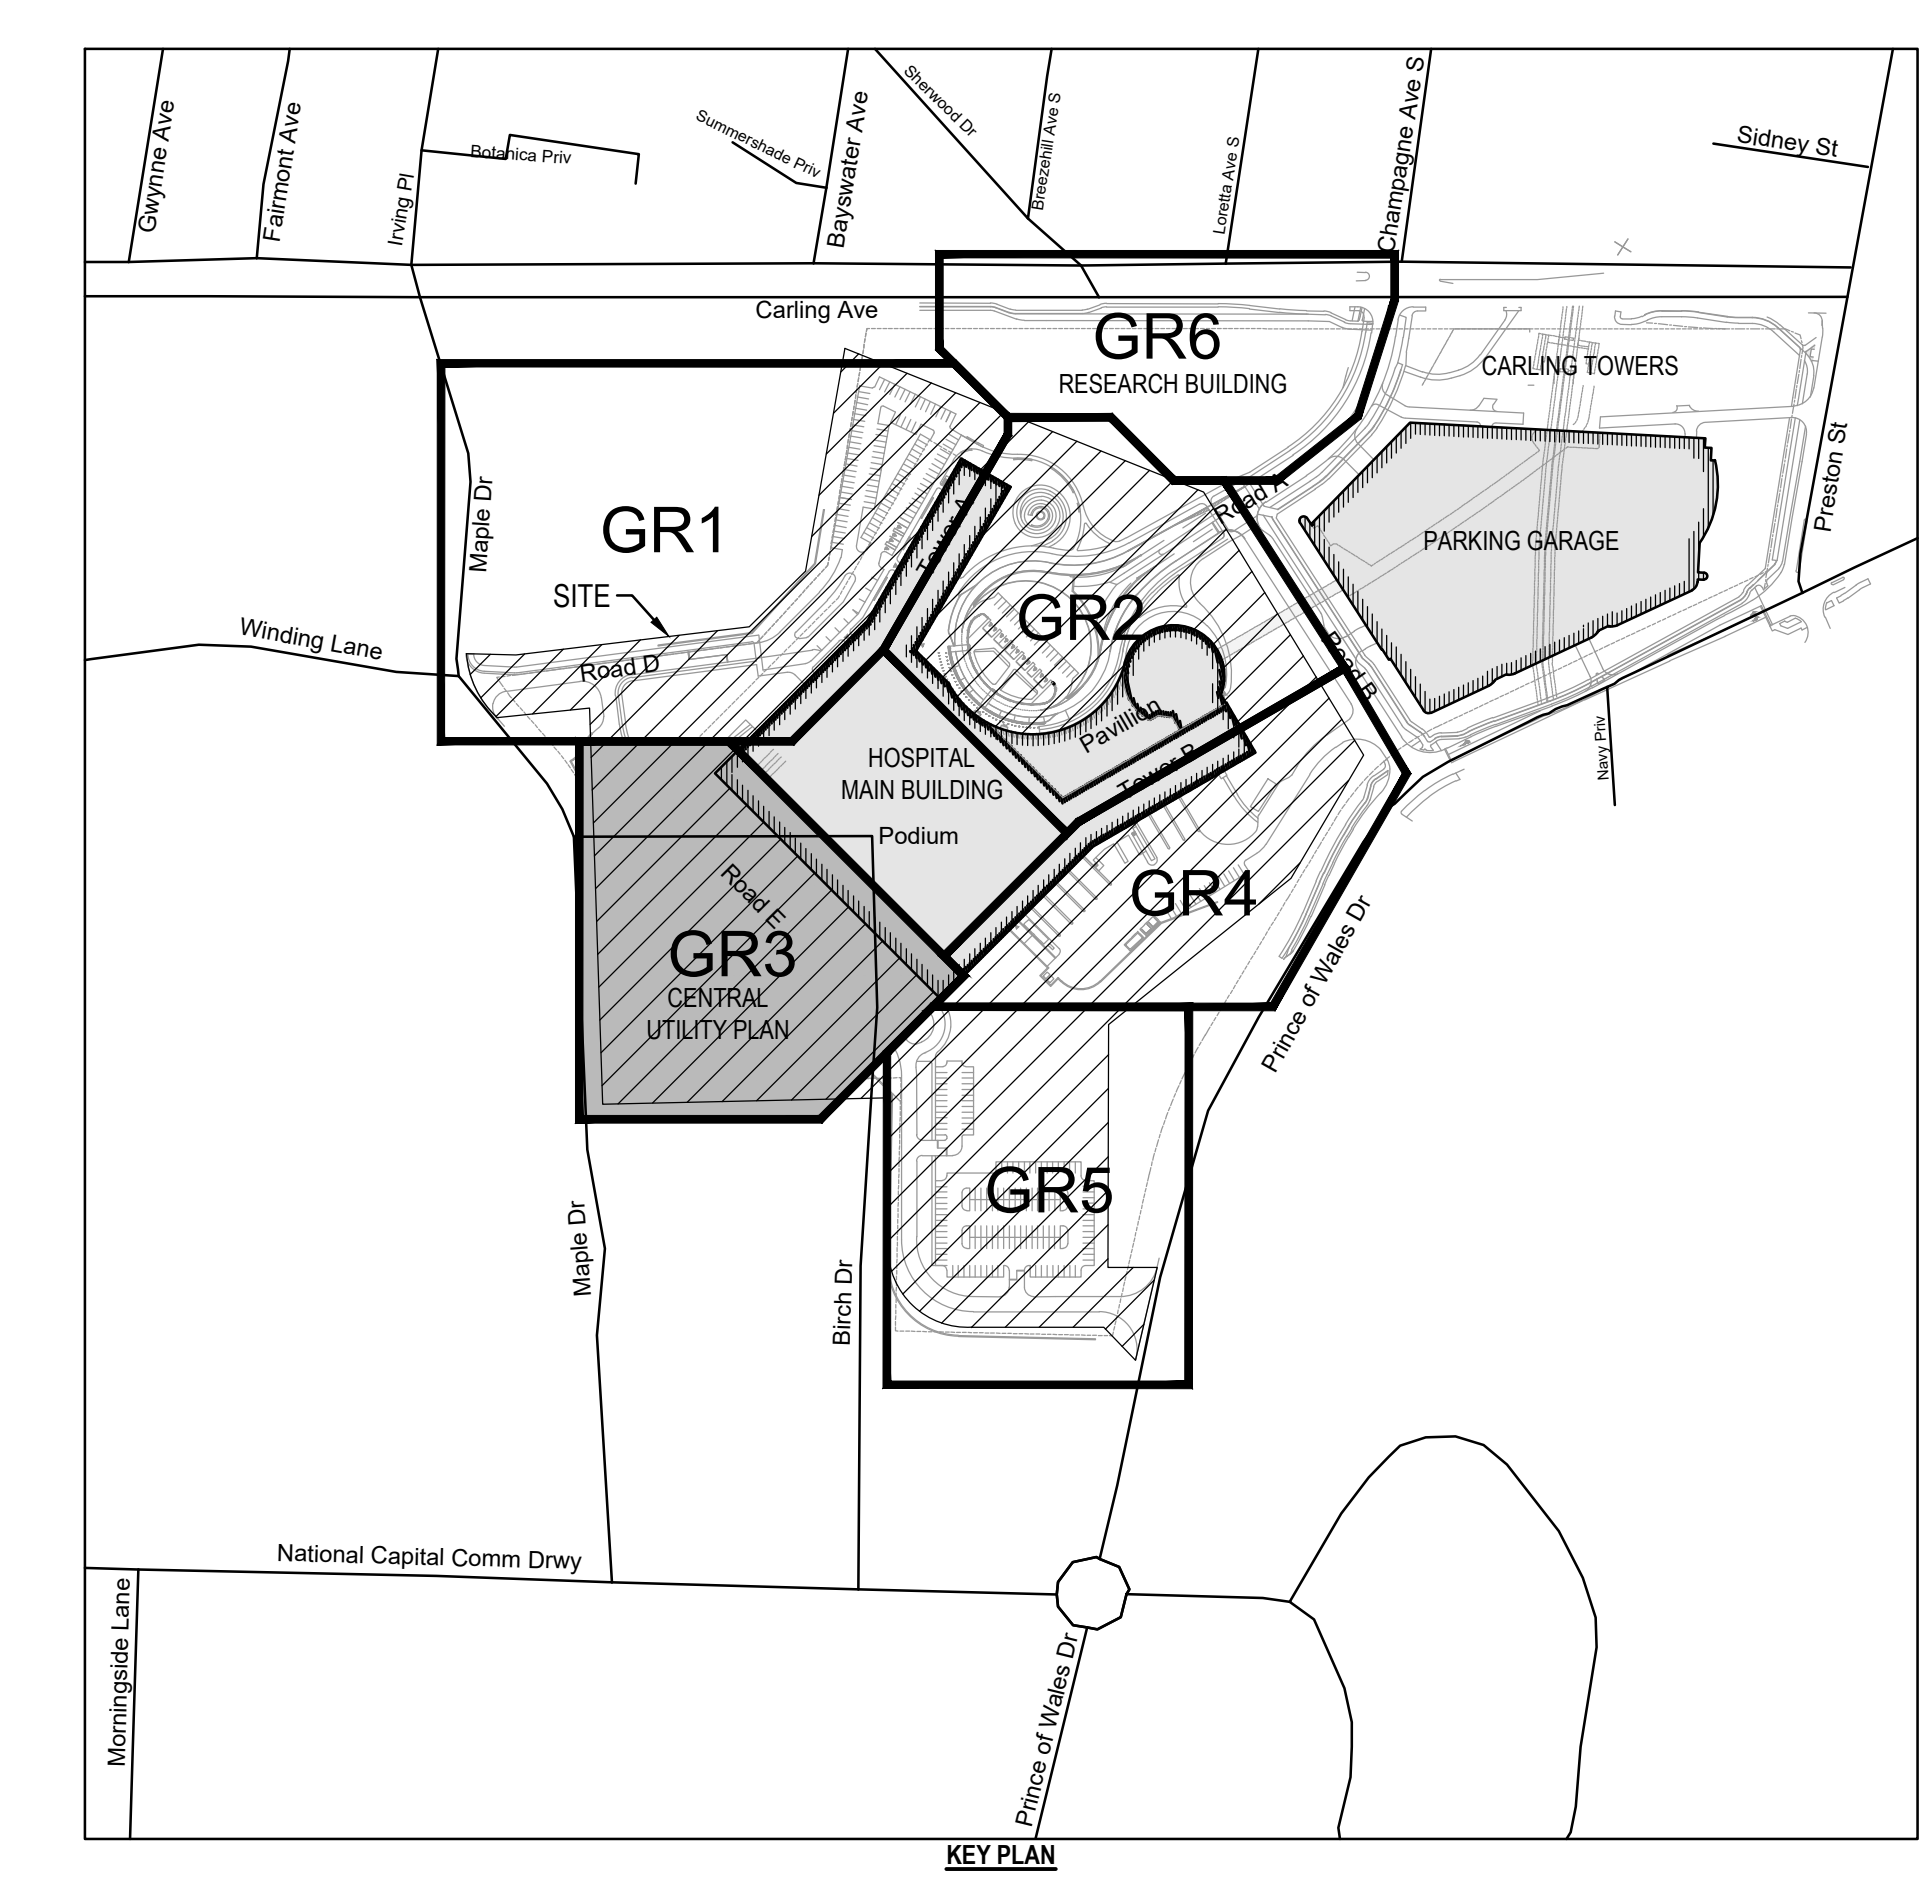 Gwynne Ave
Fairmont Ave
Irving Pl
Botanica Priv
Summershade Priv
Bayswater Ave
Sherwood Dr
Breezehill Ave S
Loretta Ave S
Champagne Ave S
Sidney St
Carling Ave
GR6
RESEARCH BUILDING
CARLING TOWERS
Preston St
Maple Dr
GR1
SITE
Tower A
Road A
PARKING GARAGE
GR2
Winding Lane
Road D
Road B
Pavillion
Tower B
Navy Priv
HOSPITAL
MAIN BUILDING
Podium
Road E
GR4
GR3
CENTRAL
UTILITY PLAN
Prince of Wales Dr
GR5
Maple Dr
Birch Dr
National Capital Comm Drwy
Morningside Lane
Prince of Wales Dr
KEY PLAN